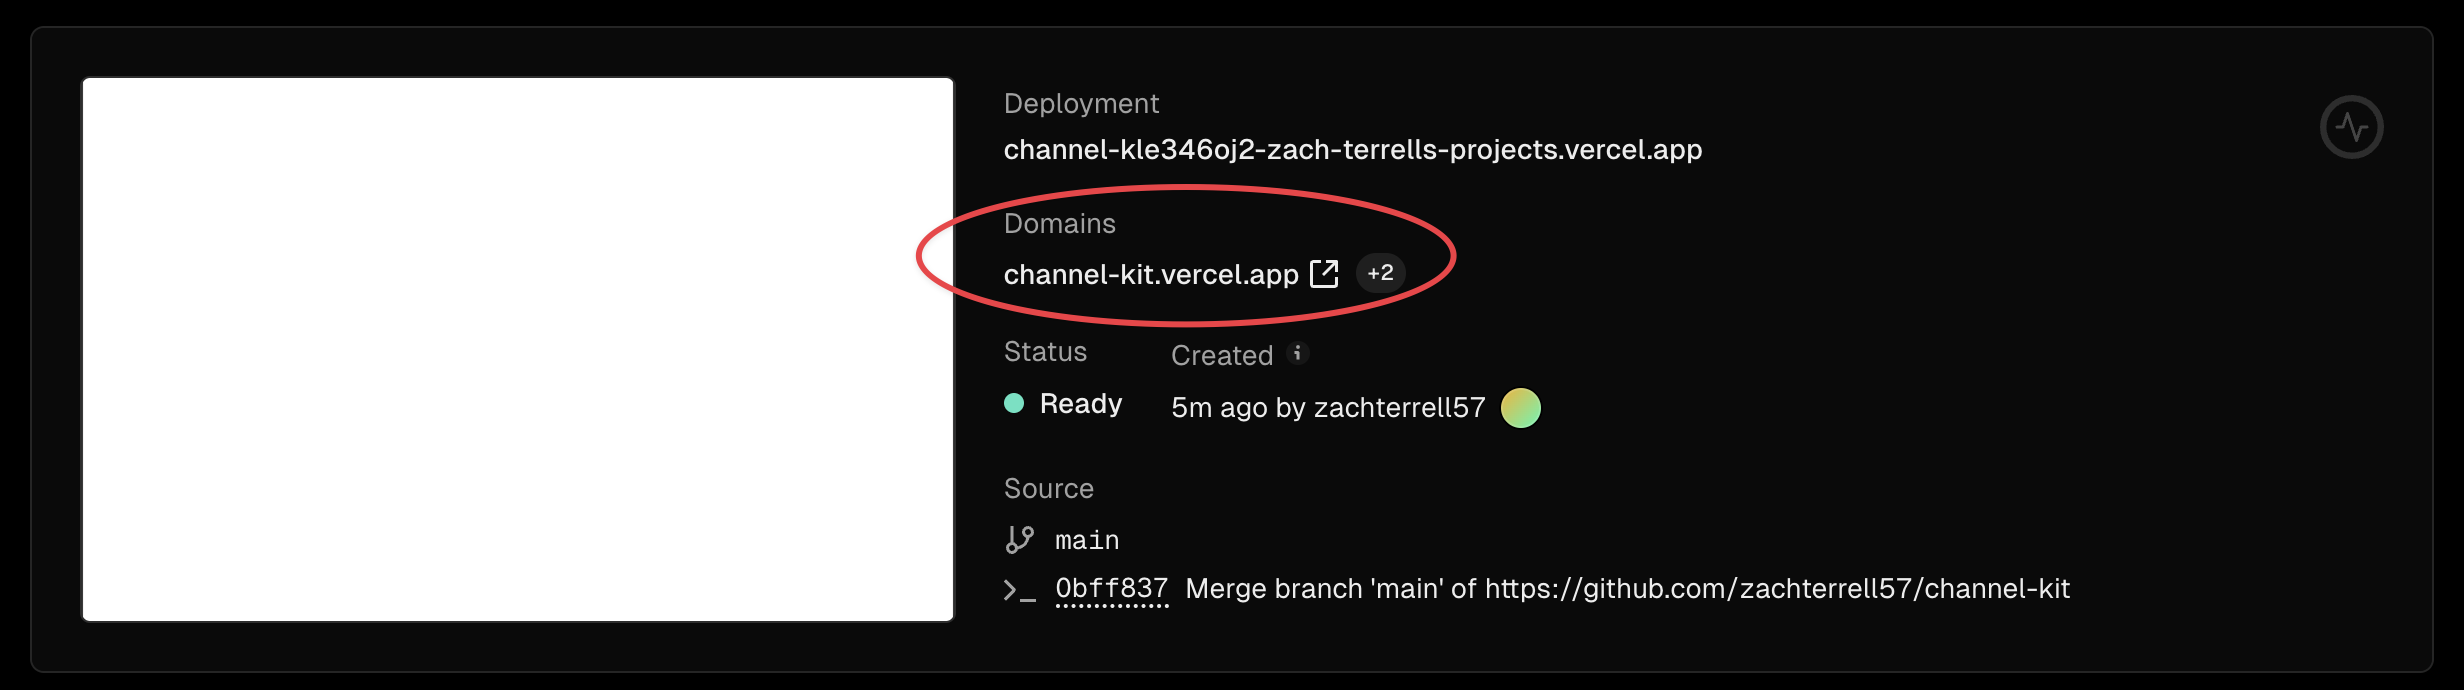 Deployment
channel-kle346oj2-zach-terrells-projects.vercel.app
Domains
channel-kit.vercel.app +2
Status Created
Ready 5m ago by zachterrell57
Source
main
0bff837 Merge branch 'main' of https://github.com/zachterrell57/channel-kit